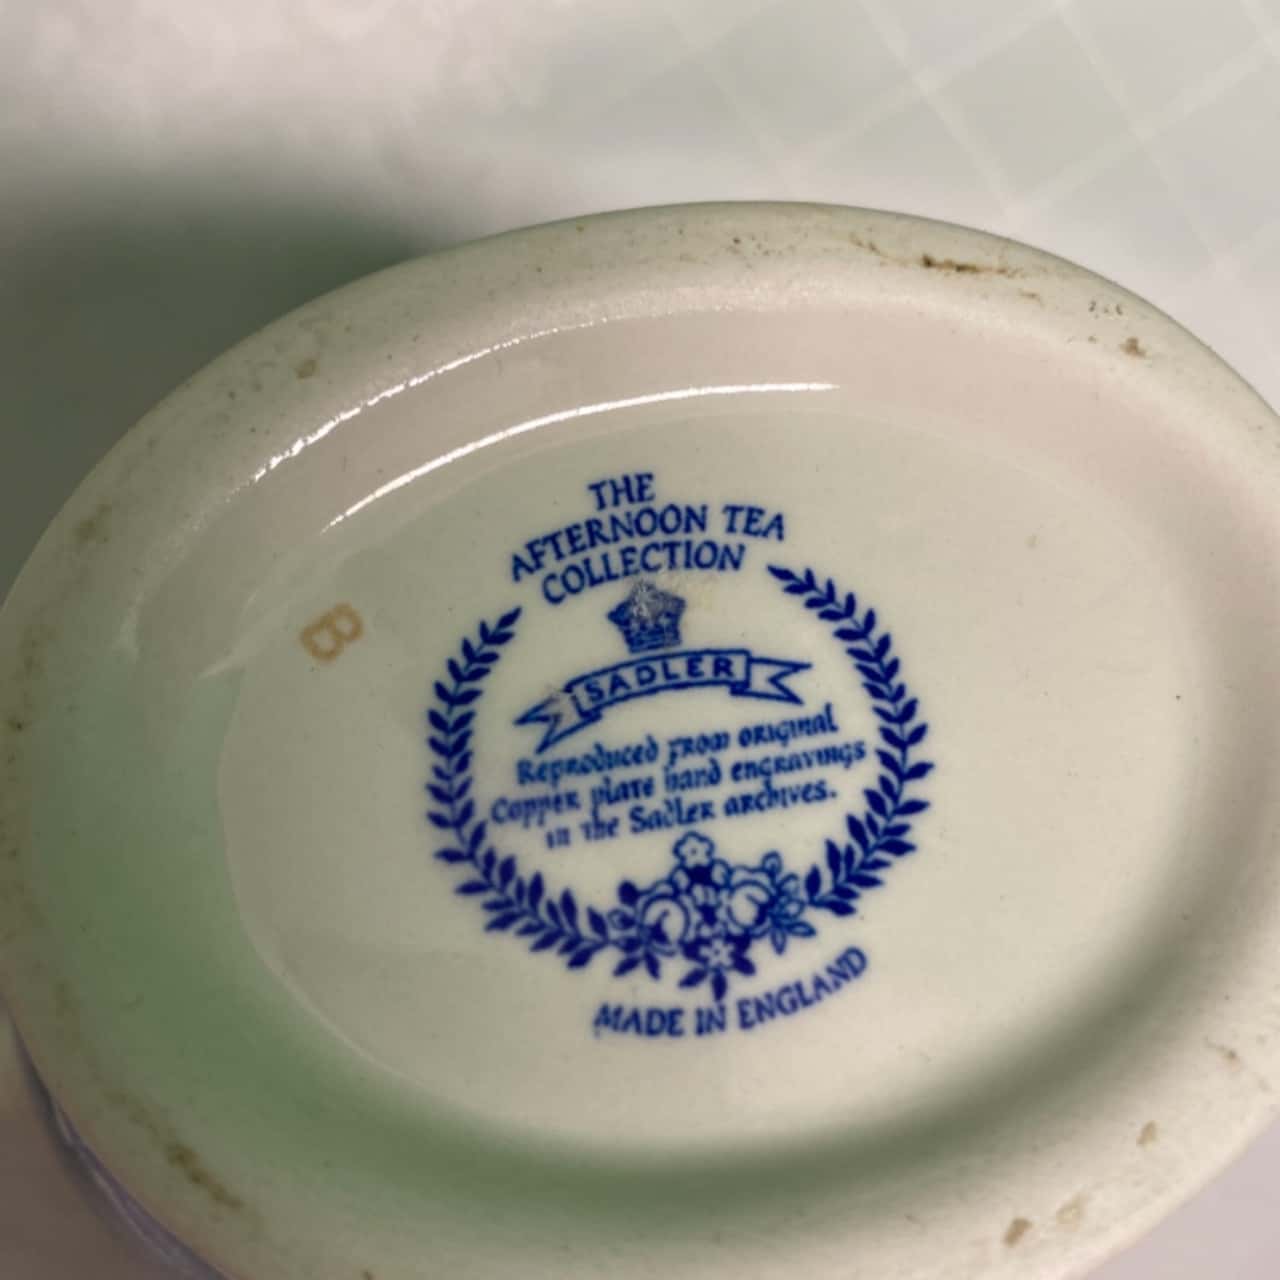 THE
AFTERNOON TEA
COLLECTION
SADLER
Reproduced from original
Copper plate hand engravings
in the Sadler archives.
MADE IN ENGLAND
B